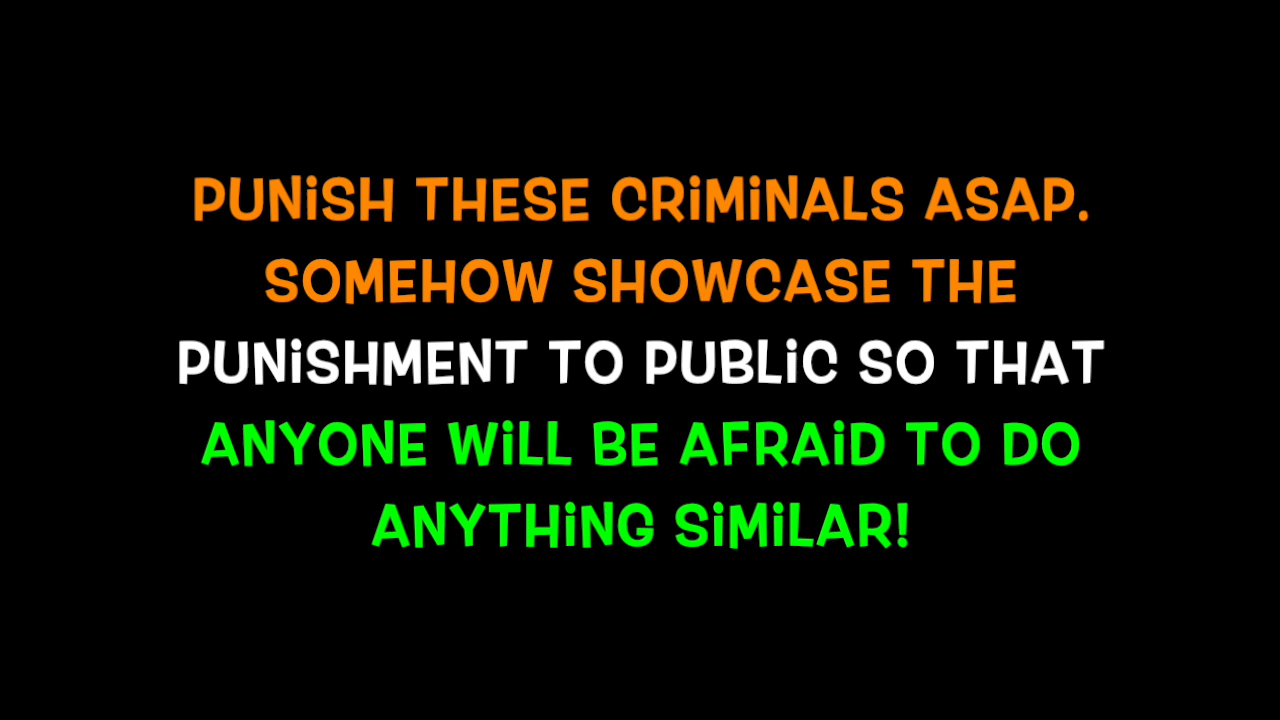 PUNiSH THESE CRiMiNALS ASAP.
SOMEHOW SHOWCASE THE
PUNiSHMENT TO PUBLiC SO THAT
ANYONE WiLL BE AFRAiD TO DO
ANYTHiNG SiMiLAR!